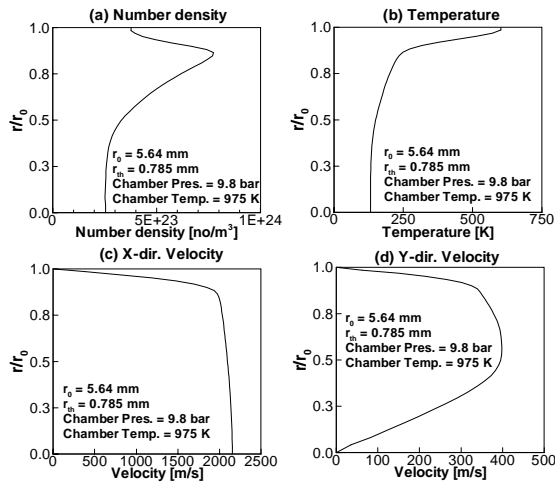 (a) Number density
1.0
0.8
0.5
0.3
0.0
r/r0
r0 = 5.64 mm
rth = 0.785 mm
Chamber Pres. = 9.8 bar
Chamber Temp. = 975 K
5E+23 1E+24
Number density [no/m³]
(b) Temperature
1.0
0.8
0.5
0.3
0.0
r/r0
r0 = 5.64 mm
rth = 0.785 mm
Chamber Pres. = 9.8 bar
Chamber Temp. = 975 K
0 250 500 750
Temperature [K]
(c) X-dir. Velocity
1.0
0.8
0.5
0.3
0.0
r/r0
r0 = 5.64 mm
rth = 0.785 mm
Chamber Pres. = 9.8 bar
Chamber Temp. = 975 K
0 500 1000 1500 2000 2500
Velocity [m/s]
(d) Y-dir. Velocity
1.0
0.8
0.5
0.3
0.0
r/r0
r0 = 5.64 mm
rth = 0.785 mm
Chamber Pres. = 9.8 bar
Chamber Temp. = 975 K
0 100 200 300 400 500
Velocity [m/s]